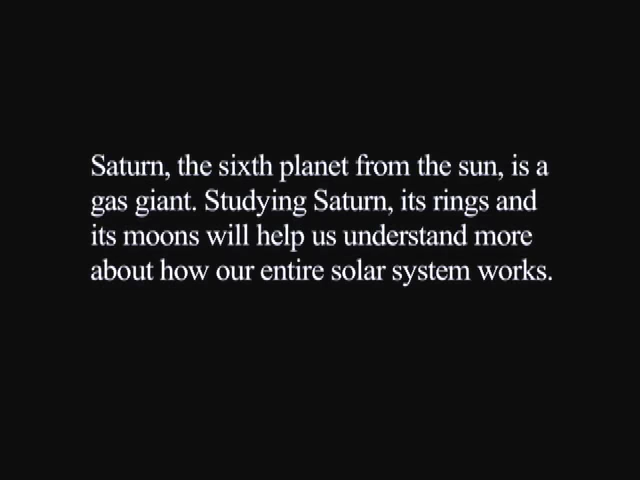 Saturn, the sixth planet from the sun, is a
gas giant. Studying Saturn, its rings and
its moons will help us understand more
about how our entire solar system works.